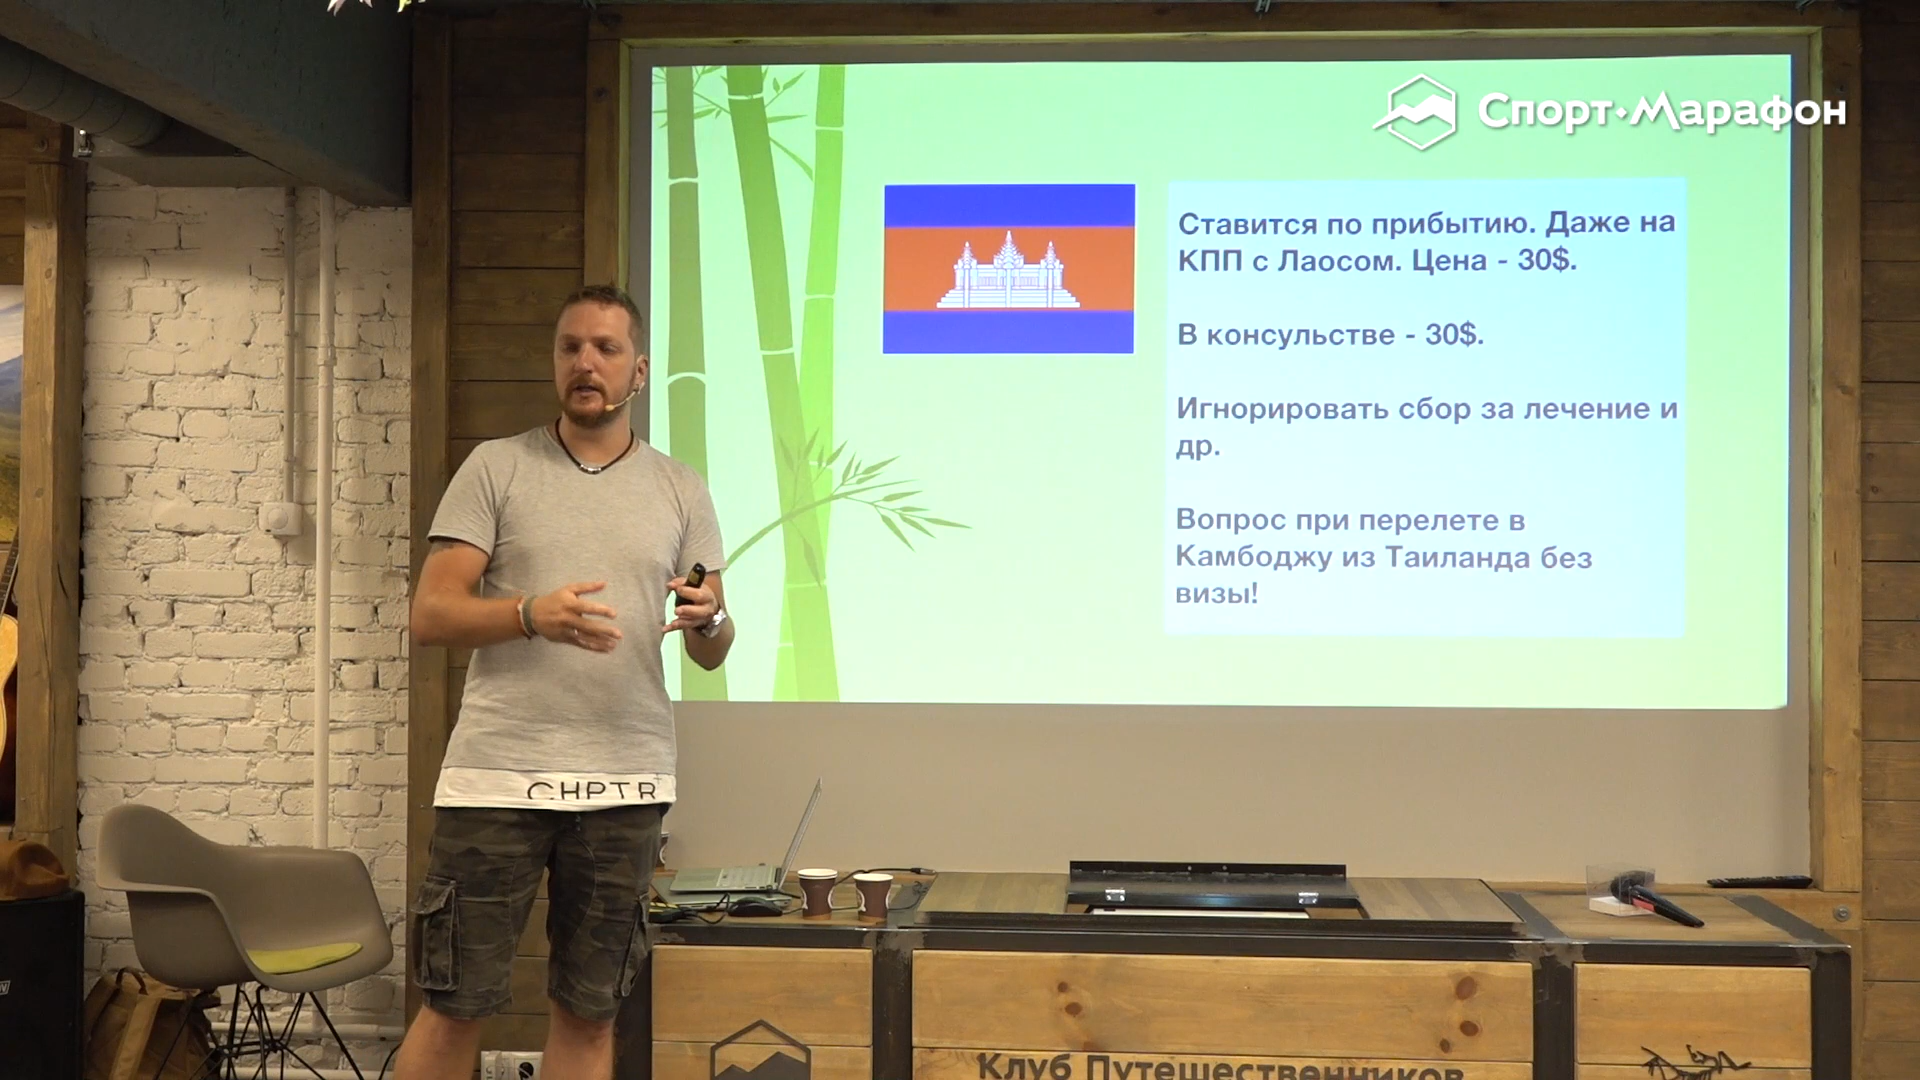 Спорт·Марафон
Ставится по прибытию. Даже на
КПП с Лаосом. Цена - 30$.
В консульстве - 30$.
Игнорировать сбор за лечение и
др.
Вопрос при перелете в
Камбоджу из Таиланда без
визы!
CHPTR
Клуб Путешественников